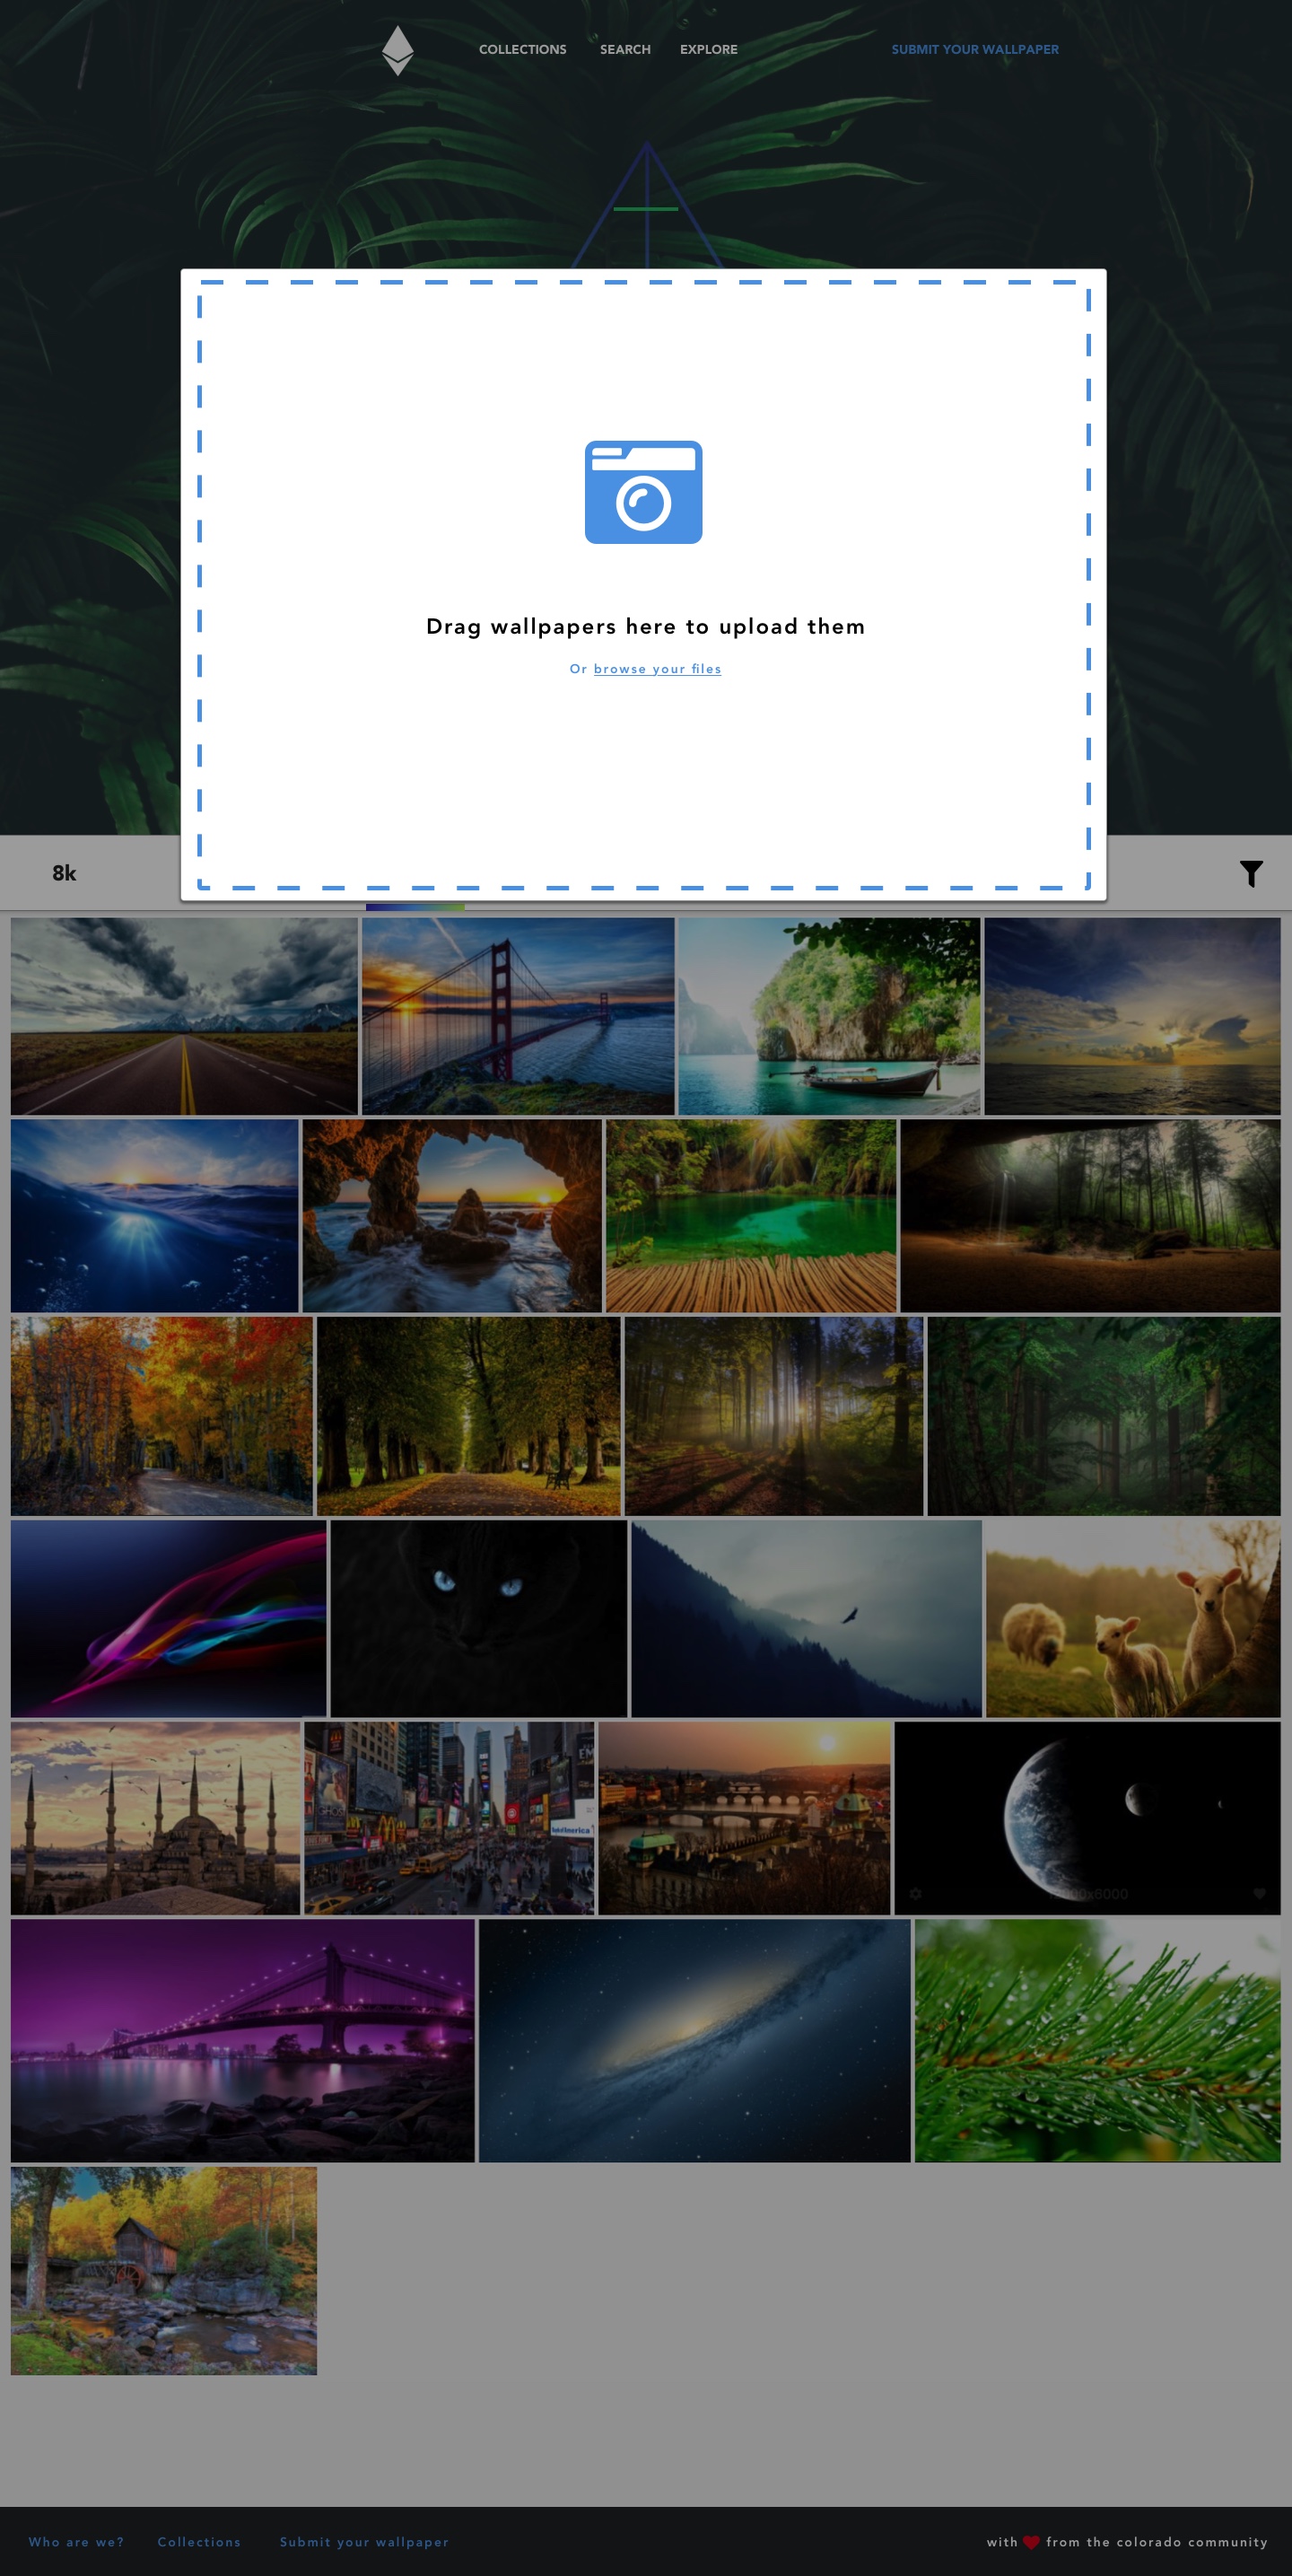 COLLECTIONS SEARCH EXPLORE SUBMIT YOUR WALLPAPER
Drag wallpapers here to upload them
Or browse your files
8k
Who are we? Collections Submit your wallpaper with from the colorado community